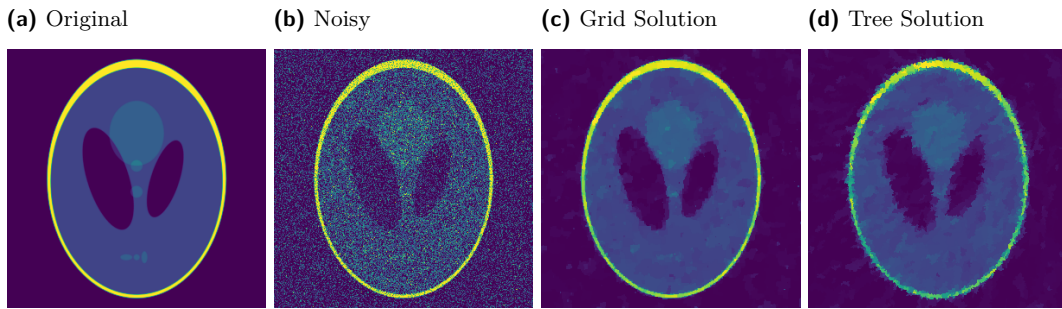 (a) Original
(b) Noisy
(c) Grid Solution
(d) Tree Solution